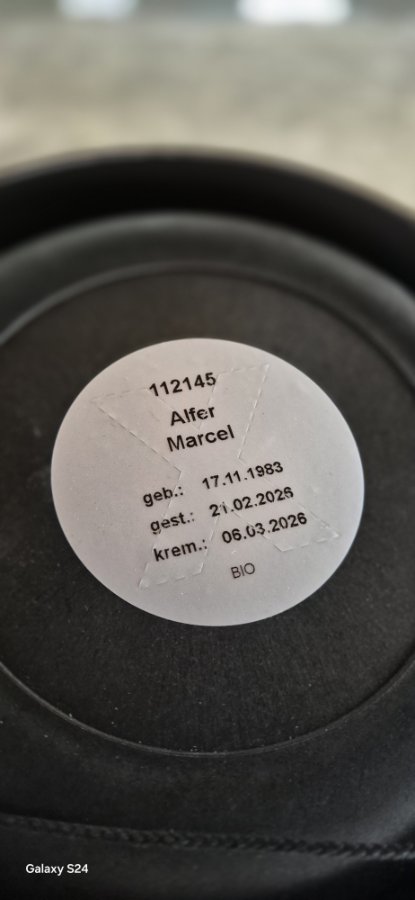 112145
Alfer
Marcel
geb.: 17.11.1983
gest.: 21.02.2026
krem.: 06.03.2026
BIO
Galaxy S24